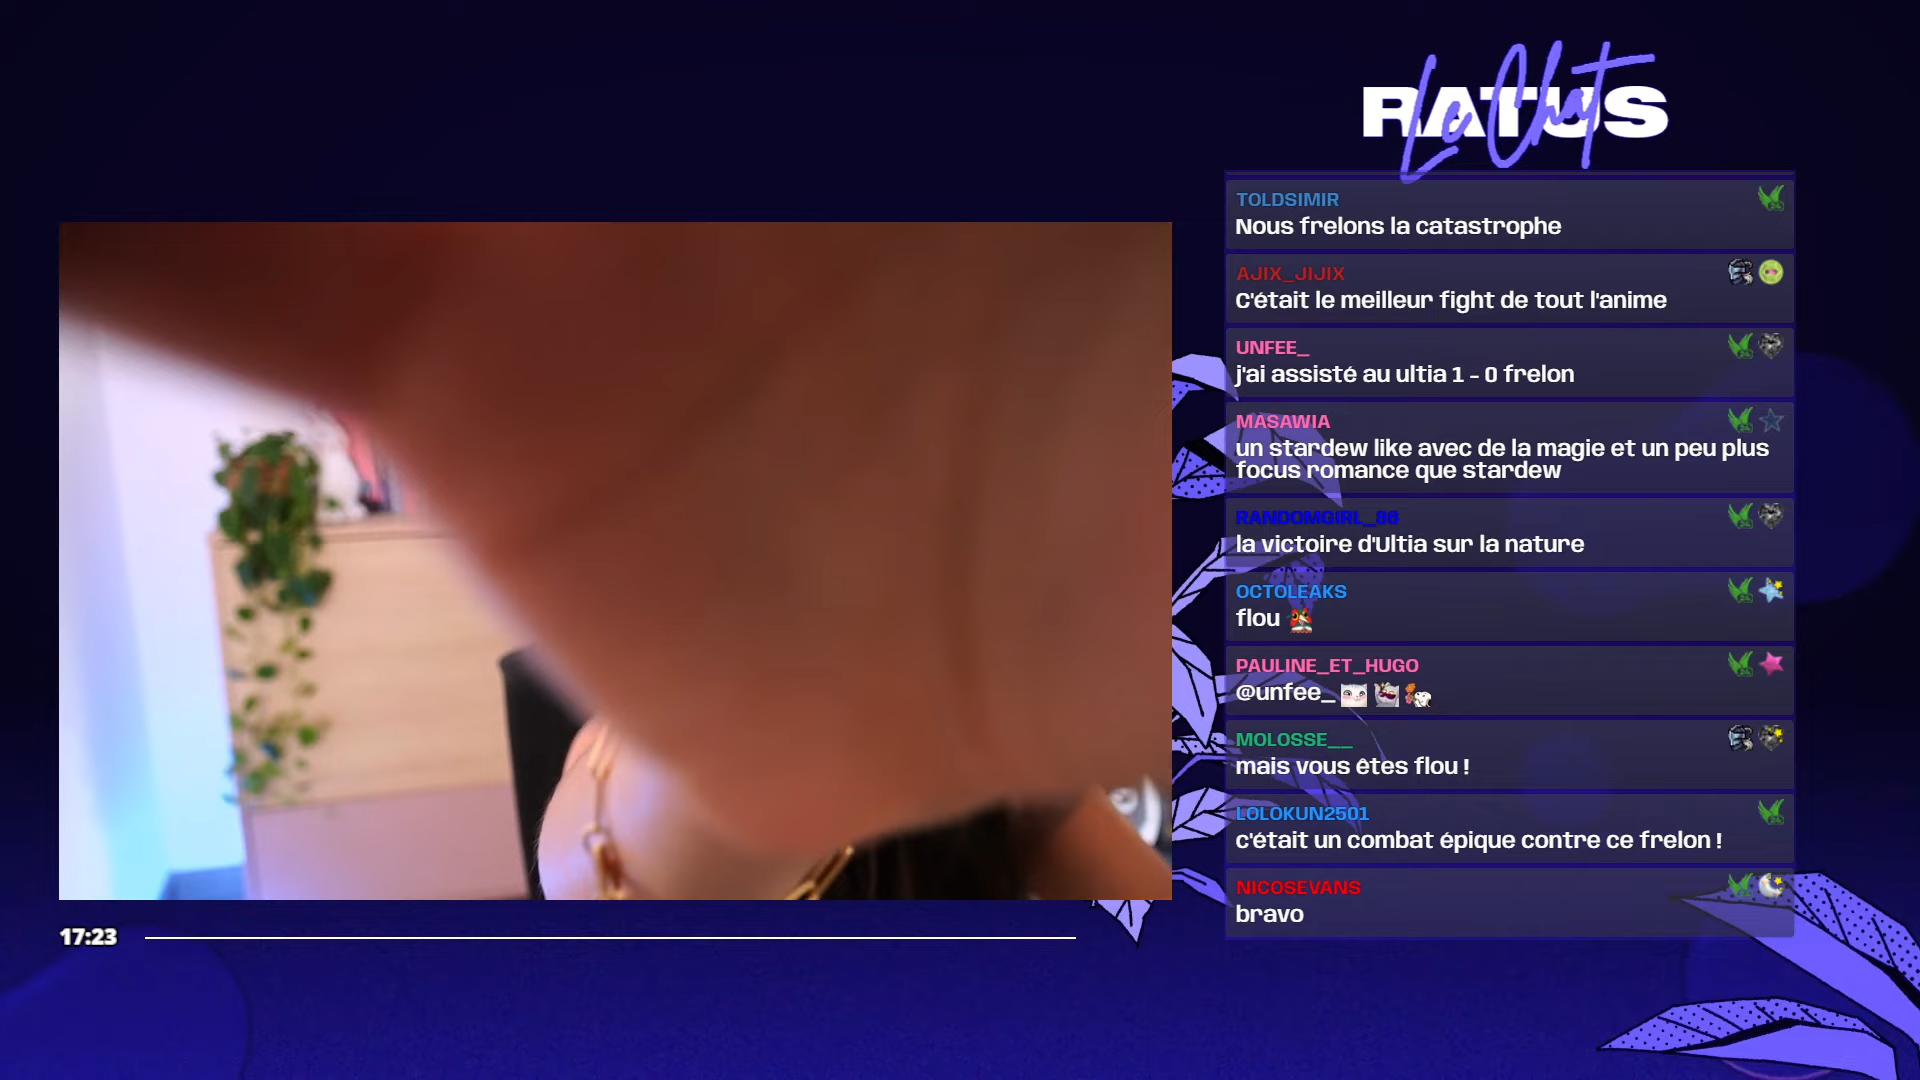 RATUS
Le Chat
TOLDSIMIR
Nous frelons la catastrophe
AJIX_JIJIX
C'était le meilleur fight de tout l'anime
UNFEE_
j'ai assisté au ultia 1 - 0 frelon
MASAWIA
un stardew like avec de la magie et un peu plus
focus romance que stardew
RANDOMGIRL_86
la victoire d'Ultia sur la nature
OCTOLEAKS
flou
PAULINE_ET_HUGO
@unfee_
MOLOSSE__
mais vous êtes flou !
LOLOKUN2501
c'était un combat épique contre ce frelon !
NICOSEVANS
bravo
17:23